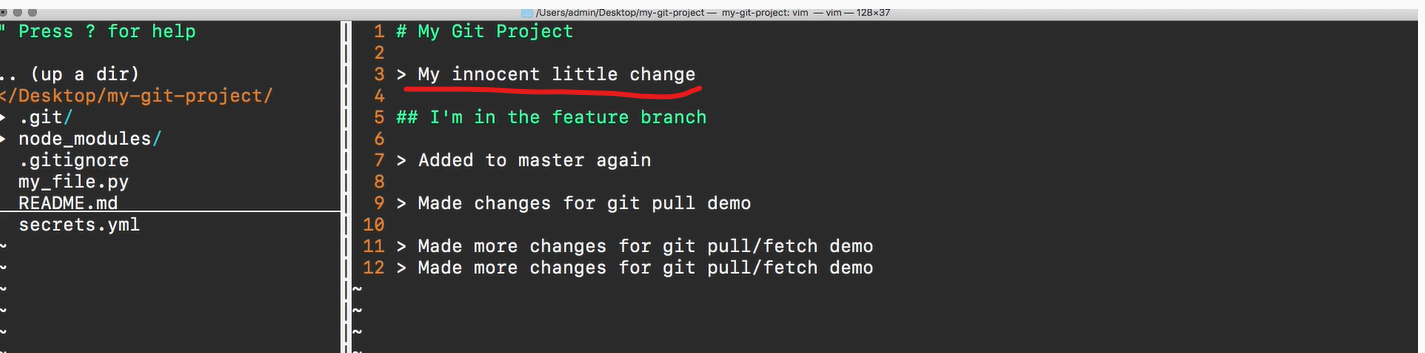 /Users/admin/Desktop/my-git-project — my-git-project: vim — vim — 128×37
" Press ? for help
.. (up a dir)
</Desktop/my-git-project/
▸ .git/
▸ node_modules/
.gitignore
my_file.py
README.md
secrets.yml
~
~
~
~
~
1 # My Git Project
2
3 > My innocent little change
4
5 ## I'm in the feature branch
6
7 > Added to master again
8
9 > Made changes for git pull demo
10
11 > Made more changes for git pull/fetch demo
12 > Made more changes for git pull/fetch demo
~
~
~
~